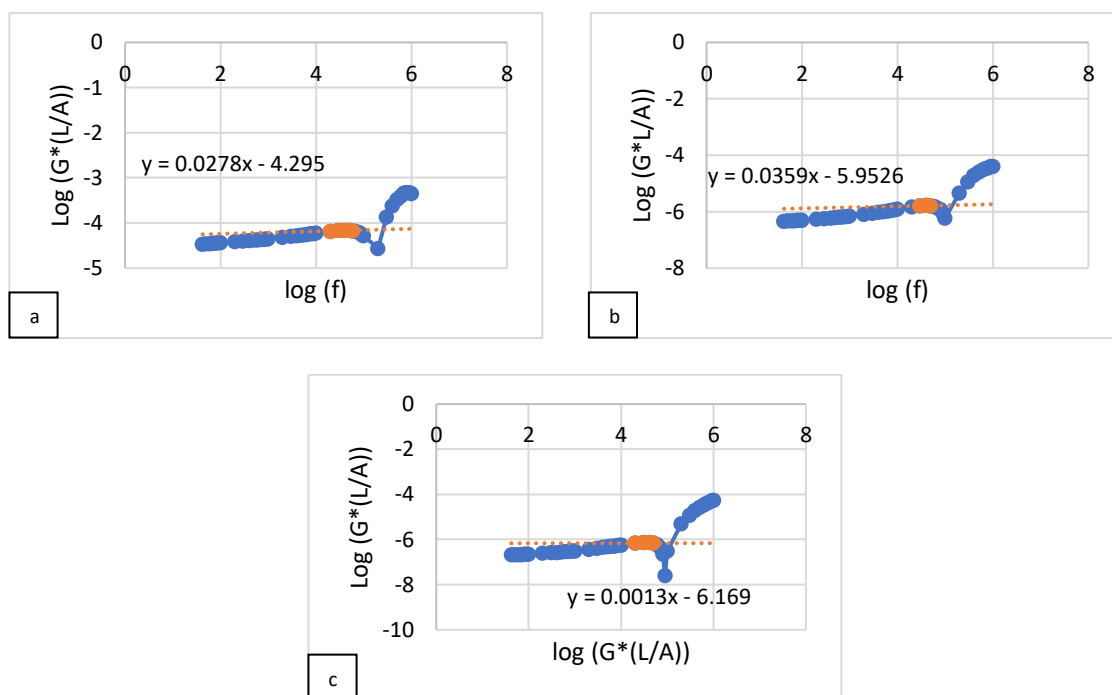 0
-1
-2
-3
-4
-5
0
2
4
6
8
Log (G*(L/A))
y = 0.0278x - 4.295
log (f)
a
0
-2
-4
-6
-8
0
2
4
6
8
Log (G*L/A))
y = 0.0359x - 5.9526
log (f)
b
0
-2
-4
-6
-8
-10
0
2
4
6
8
Log (G*(L/A))
y = 0.0013x - 6.169
log (G*(L/A))
c